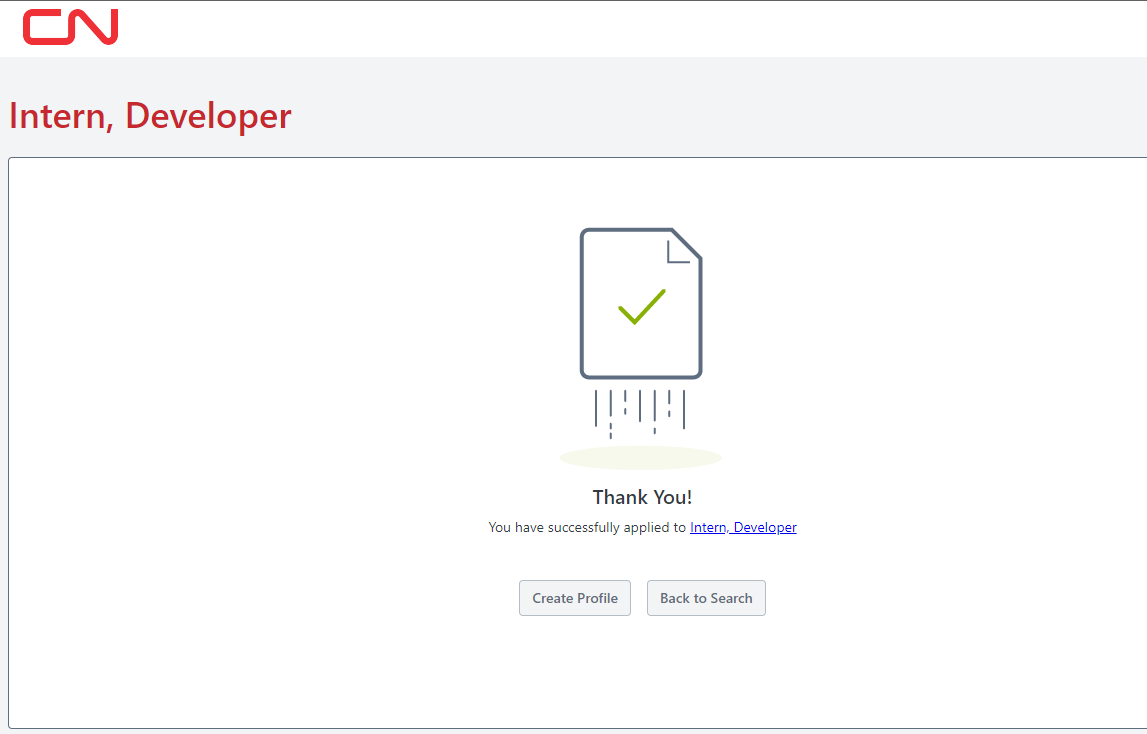 CN
Intern, Developer
Thank You!
You have successfully applied to Intern, Developer
Create Profile
Back to Search